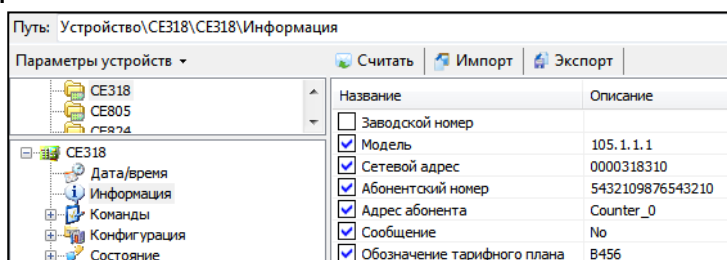 Путь: Устройство\CE318\CE318\Информация
Параметры устройств
Считать Импорт Экспорт
CE318
CE805
CE824
CE318
Дата/время
Информация
Команды
Конфигурация
Состояние
Название Описание
Заводской номер
Модель 105.1.1.1
Сетевой адрес 0000318310
Абонентский номер 5432109876543210
Адрес абонента Counter_0
Сообщение No
Обозначение тарифного плана B456